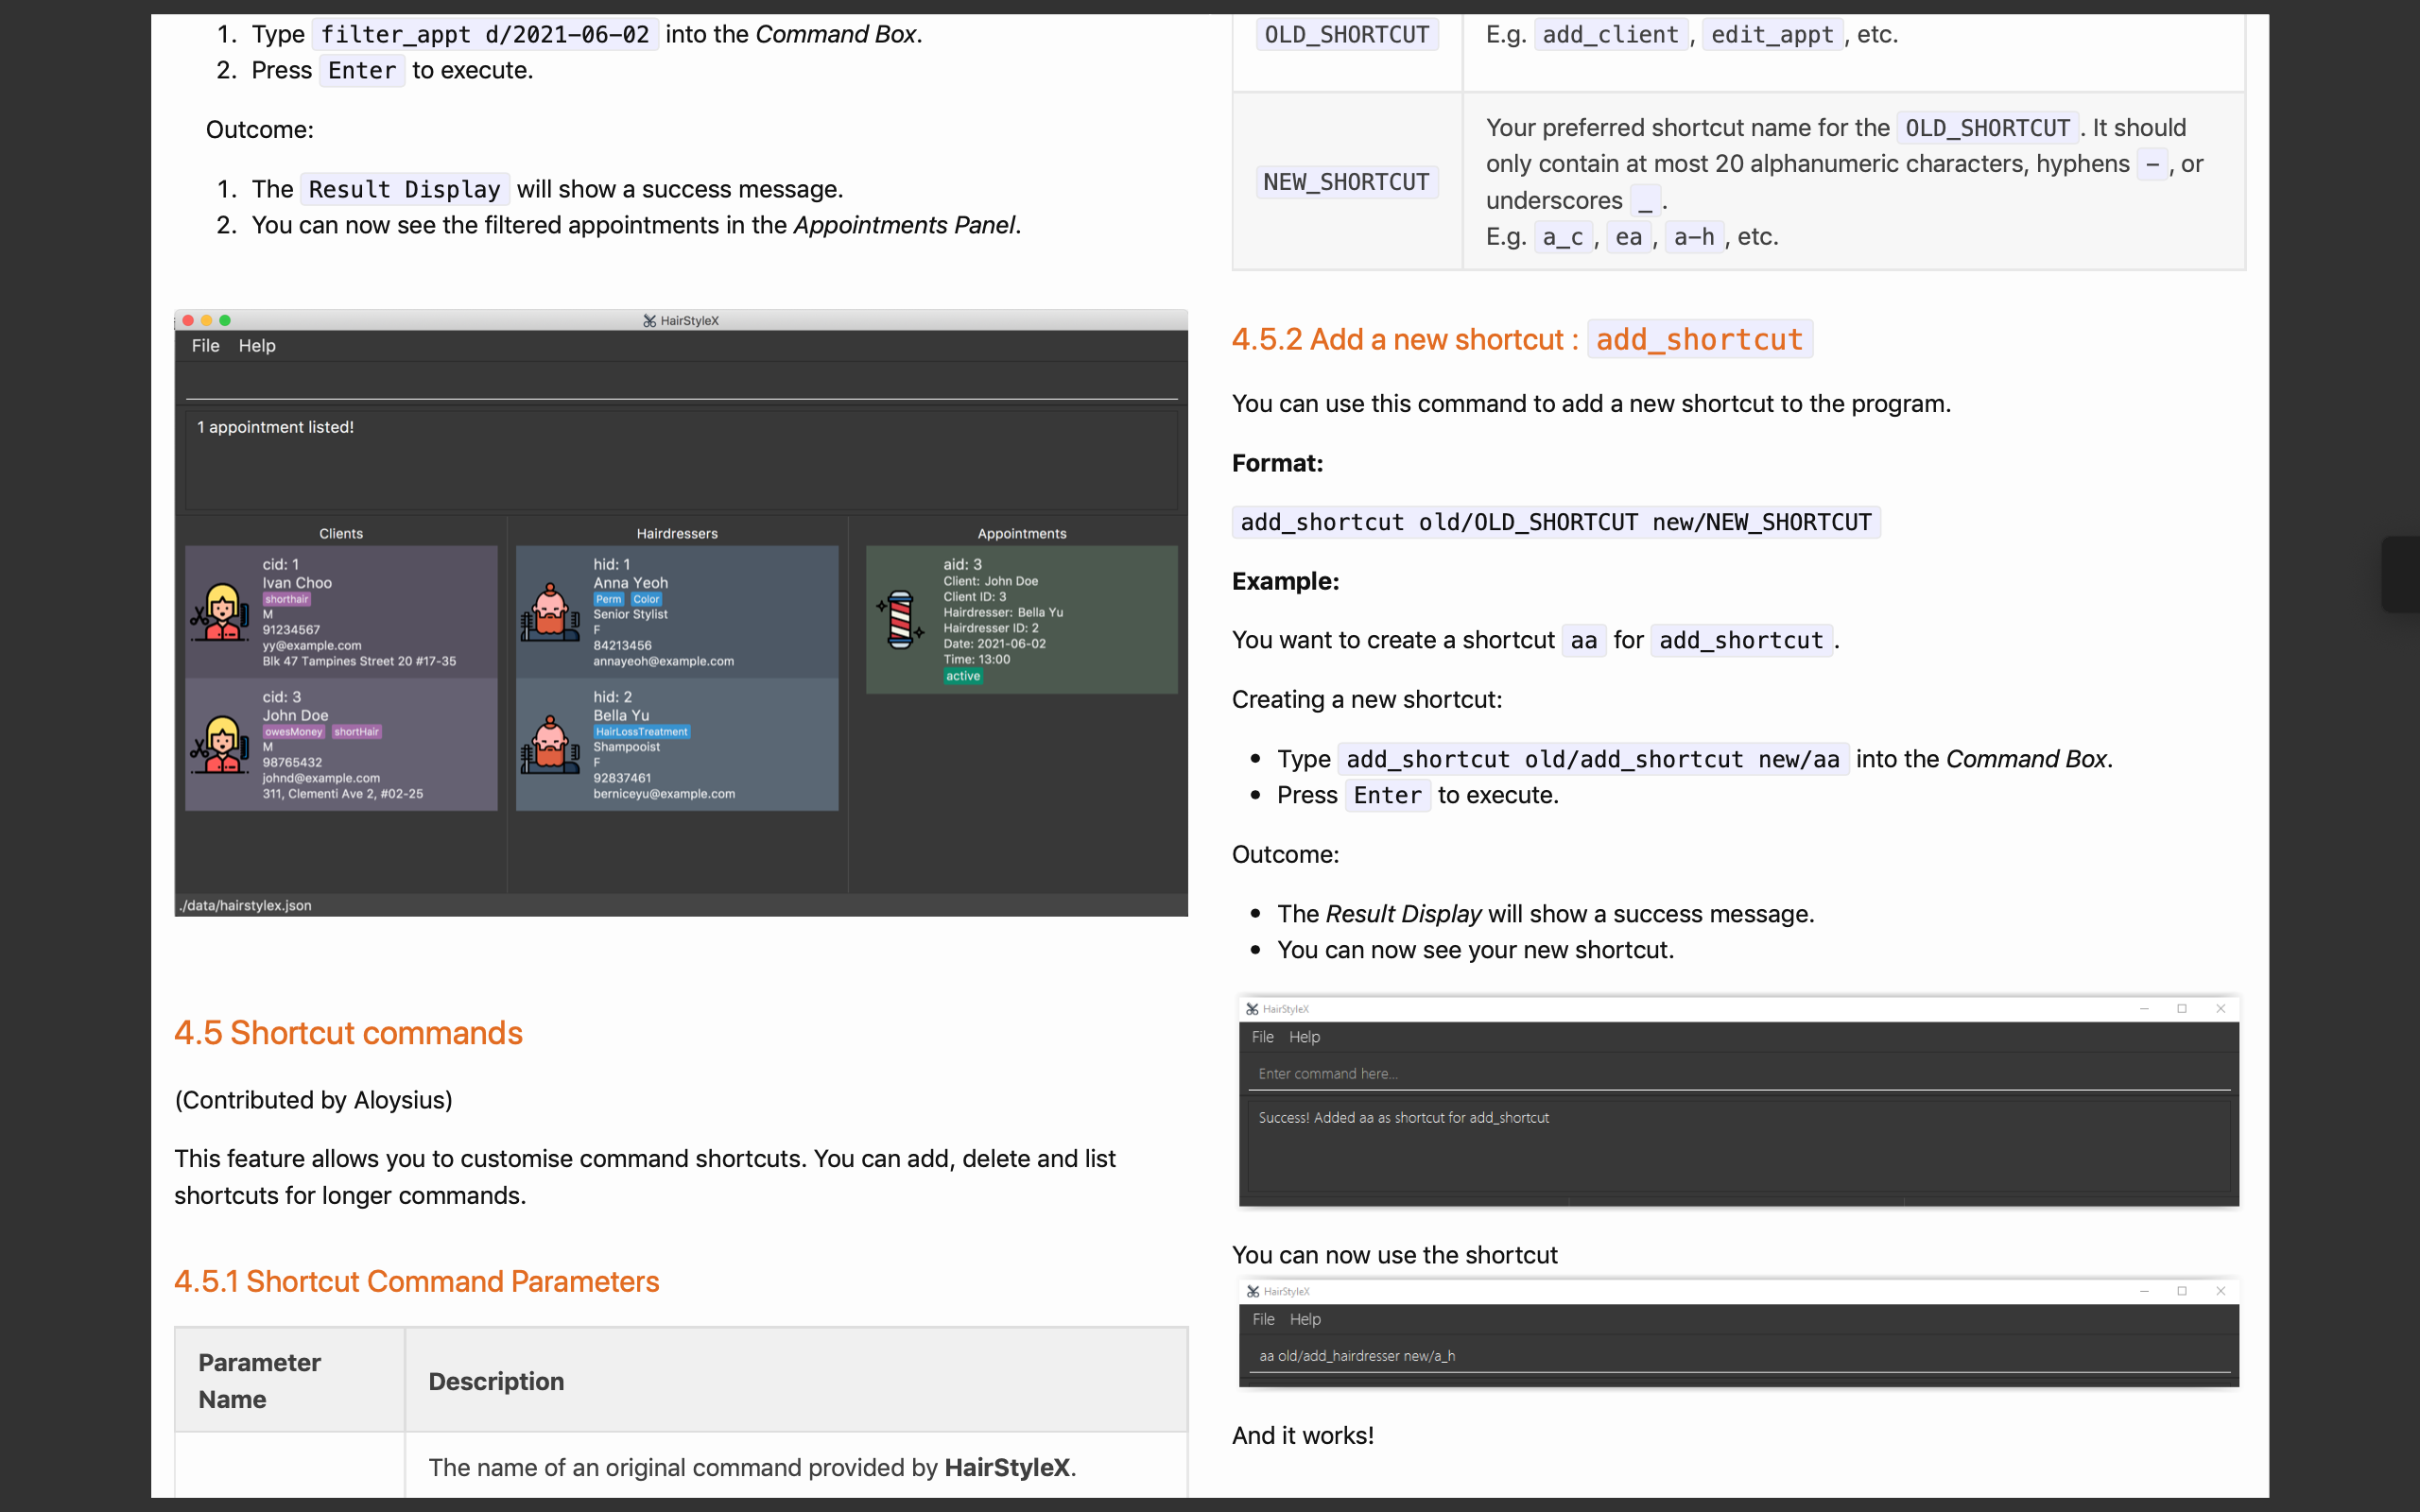 1. Type filter_appt d/2021-06-02 into the Command Box.
2. Press Enter to execute.
Outcome:
1. The Result Display will show a success message.
2. You can now see the filtered appointments in the Appointments Panel.
HairStyleX
File Help
1 appointment listed!
Clients
cid: 1
Ivan Choo
shorthair
M
91234567
yy@example.com
Blk 47 Tampines Street 20 #17-35
cid: 3
John Doe
owesMoney shortHair
M
98765432
johnd@example.com
311, Clementi Ave 2, #02-25
Hairdressers
hid: 1
Anna Yeoh
Perm Color
Senior Stylist
F
84213456
annayeoh@example.com
hid: 2
Bella Yu
HairLossTreatment
Shampooist
F
92837461
berniceyu@example.com
Appointments
aid: 3
Client: John Doe
Client ID: 3
Hairdresser: Bella Yu
Hairdresser ID: 2
Date: 2021-06-02
Time: 13:00
active
./data/hairstylex.json
4.5 Shortcut commands
(Contributed by Aloysius)
This feature allows you to customise command shortcuts. You can add, delete and list
shortcuts for longer commands.
4.5.1 Shortcut Command Parameters
Parameter
Name
Description
The name of an original command provided by HairStyleX.
OLD_SHORTCUT
E.g. add_client, edit_appt, etc.
NEW_SHORTCUT
Your preferred shortcut name for the OLD_SHORTCUT. It should
only contain at most 20 alphanumeric characters, hyphens -, or
underscores _.
E.g. a_c, ea, a-h, etc.
4.5.2 Add a new shortcut : add_shortcut
You can use this command to add a new shortcut to the program.
Format:
add_shortcut old/OLD_SHORTCUT new/NEW_SHORTCUT
Example:
You want to create a shortcut aa for add_shortcut.
Creating a new shortcut:
• Type add_shortcut old/add_shortcut new/aa into the Command Box.
• Press Enter to execute.
Outcome:
• The Result Display will show a success message.
• You can now see your new shortcut.
HairStyleX
File Help
Enter command here...
Success! Added aa as shortcut for add_shortcut
You can now use the shortcut
HairStyleX
File Help
aa old/add_hairdresser new/a_h
And it works!